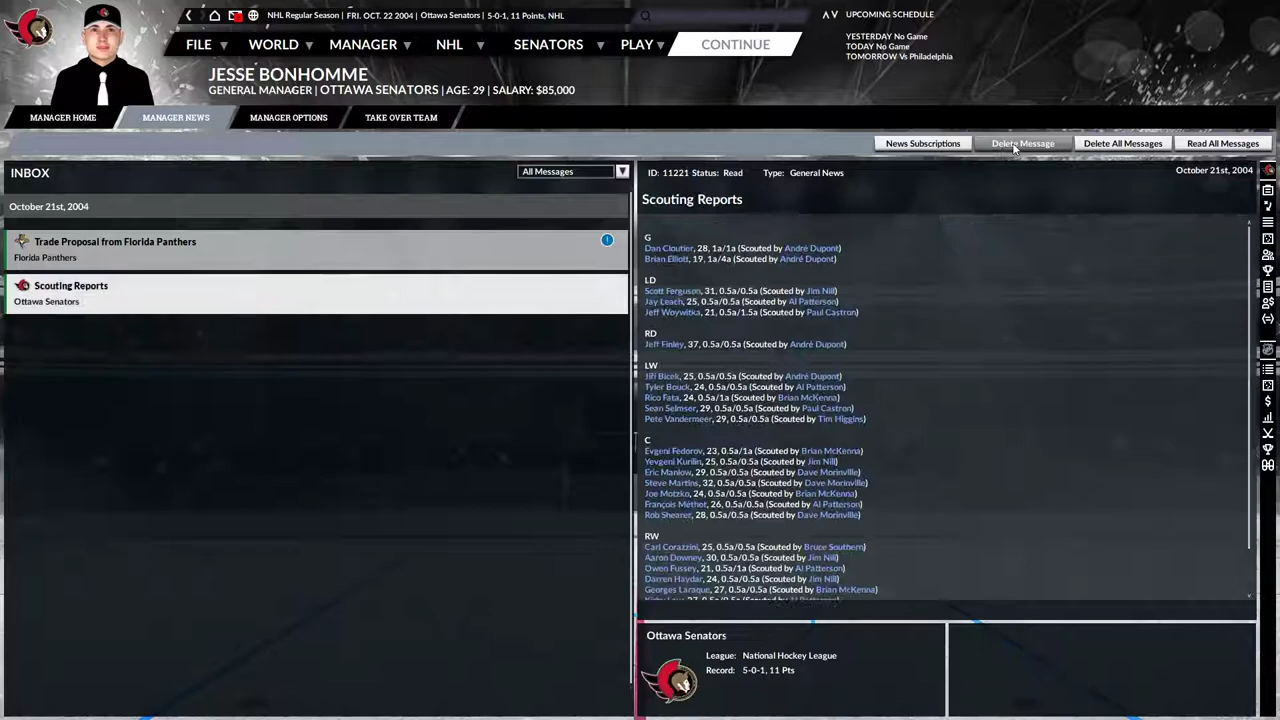 NHL Regular Season | FRI. OCT. 22 2004 | Ottawa Senators | 5-0-1, 11 Points, NHL
UPCOMING SCHEDULE
YESTERDAY No Game
TODAY No Game
TOMORROW Vs Philadelphia
FILE WORLD MANAGER NHL SENATORS PLAY CONTINUE
JESSE BONHOMME
GENERAL MANAGER | OTTAWA SENATORS | AGE: 29 | SALARY: $85,000
MANAGER HOME MANAGER NEWS MANAGER OPTIONS TAKE OVER TEAM
News Subscriptions Delete Message Delete All Messages Read All Messages
INBOX
All Messages
October 21st, 2004
Trade Proposal from Florida Panthers
Florida Panthers
Scouting Reports
Ottawa Senators
ID: 11221 Status: Read Type: General News October 21st, 2004
Scouting Reports
G
Dan Cloutier, 28, 1a/1a (Scouted by André Dupont)
Brian Elliott, 19, 1a/4a (Scouted by André Dupont)
LD
Scott Ferguson, 31, 0.5a/0.5a (Scouted by Jim Nill)
Jay Leach, 25, 0.5a/0.5a (Scouted by Al Patterson)
Jeff Woywitka, 21, 0.5a/1.5a (Scouted by Paul Castron)
RD
Jeff Finley, 37, 0.5a/0.5a (Scouted by André Dupont)
LW
Jiří Bicek, 25, 0.5a/0.5a (Scouted by André Dupont)
Tyler Bouck, 24, 0.5a/0.5a (Scouted by Al Patterson)
Rico Fata, 24, 0.5a/1a (Scouted by Brian McKenna)
Sean Selmser, 29, 0.5a/0.5a (Scouted by Paul Castron)
Pete Vandermeer, 29, 0.5a/0.5a (Scouted by Tim Higgins)
C
Evgeni Fedorov, 23, 0.5a/1a (Scouted by Brian McKenna)
Yevgeni Kurilin, 25, 0.5a/0.5a (Scouted by Jim Nill)
Eric Manlow, 29, 0.5a/0.5a (Scouted by Dave Morinville)
Steve Martins, 32, 0.5a/0.5a (Scouted by Dave Morinville)
Joe Motzko, 24, 0.5a/0.5a (Scouted by Brian McKenna)
François Méthot, 26, 0.5a/0.5a (Scouted by Al Patterson)
Rob Shearer, 28, 0.5a/0.5a (Scouted by Dave Morinville)
RW
Carl Corazzini, 25, 0.5a/0.5a (Scouted by Bruce Southern)
Aaron Downey, 30, 0.5a/0.5a (Scouted by Jim Nill)
Owen Fussey, 21, 0.5a/1a (Scouted by Al Patterson)
Darren Haydar, 24, 0.5a/0.5a (Scouted by Jim Nill)
Georges Laraque, 27, 0.5a/0.5a (Scouted by Brian McKenna)
Ottawa Senators
League: National Hockey League
Record: 5-0-1, 11 Pts